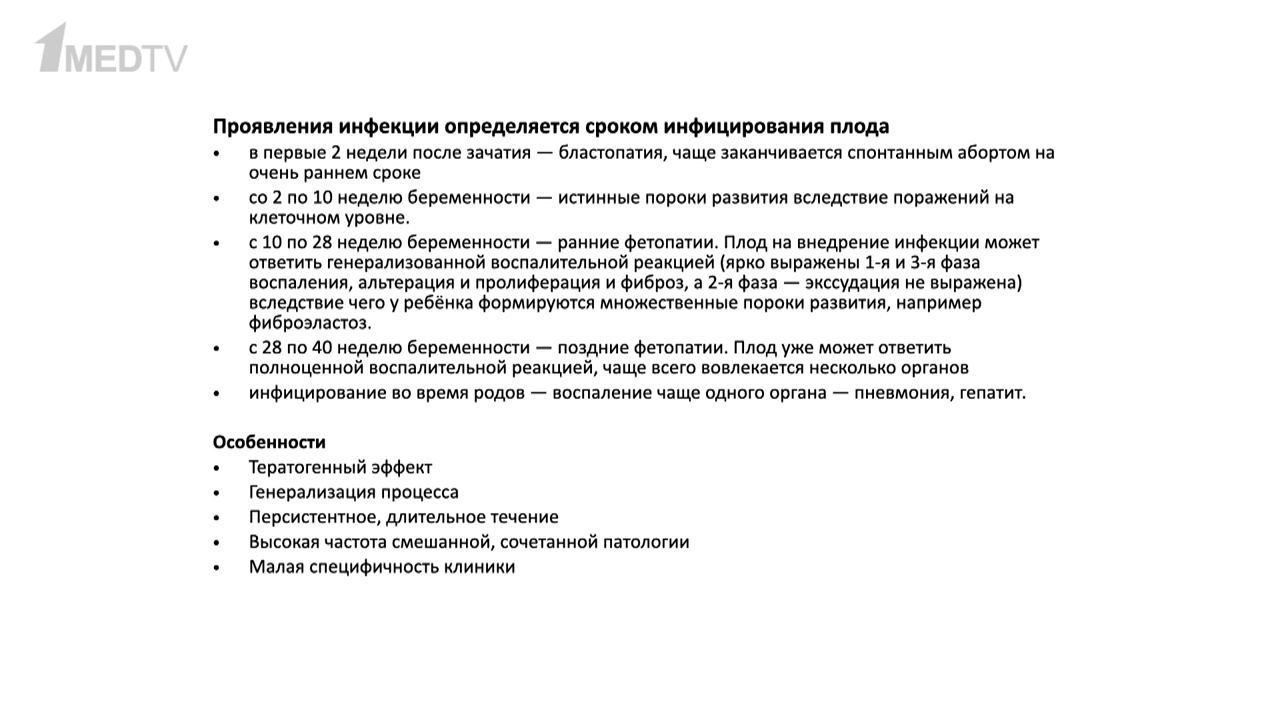 1MEDTV
Проявления инфекции определяется сроком инфицирования плода
• в первые 2 недели после зачатия — бластопатия, чаще заканчивается спонтанным абортом на
очень раннем сроке
• со 2 по 10 неделю беременности — истинные пороки развития вследствие поражений на
клеточном уровне.
• с 10 по 28 неделю беременности — ранние фетопатии. Плод на внедрение инфекции может
ответить генерализованной воспалительной реакцией (ярко выражены 1-я и 3-я фаза
воспаления, альтерация и пролиферация и фиброз, а 2-я фаза — экссудация не выражена)
вследствие чего у ребёнка формируются множественные пороки развития, например
фиброэластоз.
• с 28 по 40 неделю беременности — поздние фетопатии. Плод уже может ответить
полноценной воспалительной реакцией, чаще всего вовлекается несколько органов
• инфицирование во время родов — воспаление чаще одного органа — пневмония, гепатит.
Особенности
• Тератогенный эффект
• Генерализация процесса
• Персистентное, длительное течение
• Высокая частота смешанной, сочетанной патологии
• Малая специфичность клиники